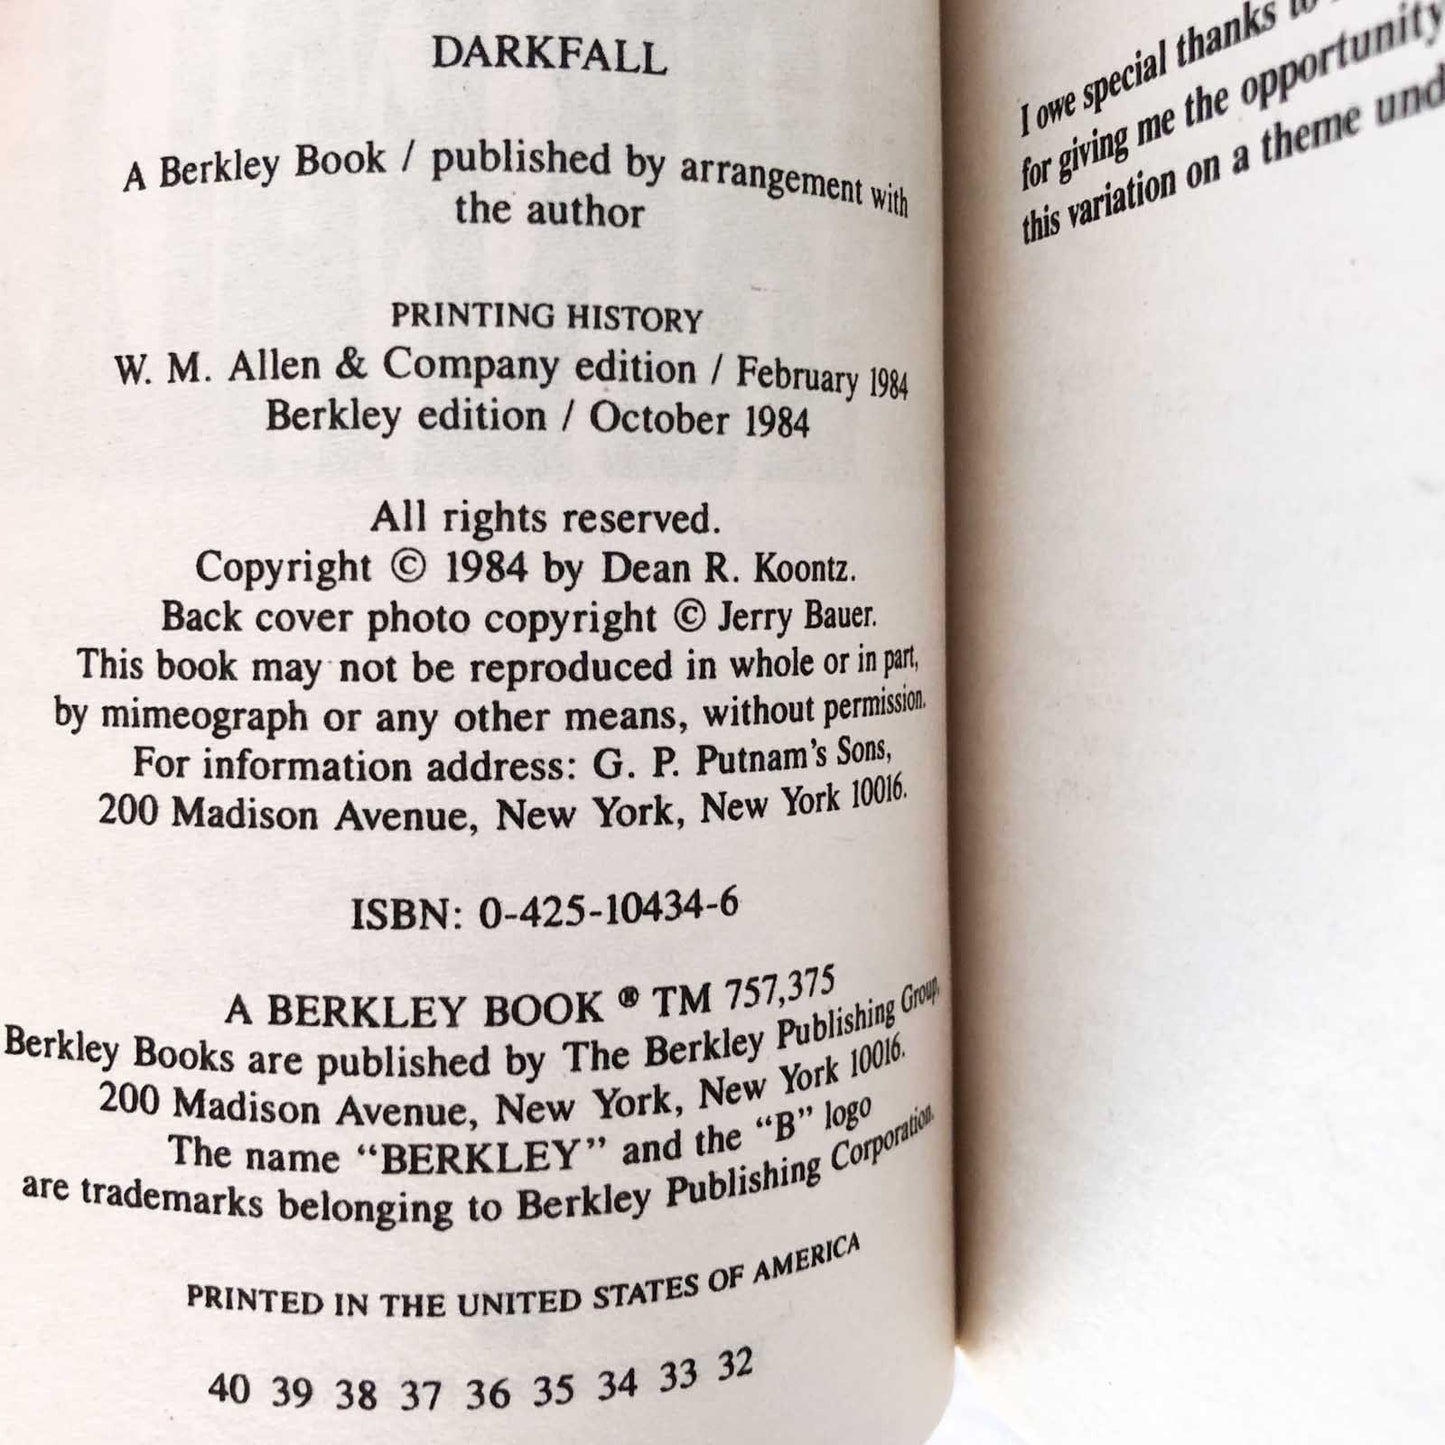 DARKFALL
A Berkley Book / published by arrangement with
the author
PRINTING HISTORY
W. M. Allen & Company edition / February 1984
Berkley edition / October 1984
All rights reserved.
Copyright © 1984 by Dean R. Koontz.
Back cover photo copyright © Jerry Bauer.
This book may not be reproduced in whole or in part,
by mimeograph or any other means, without permission.
For information address: G. P. Putnam's Sons,
200 Madison Avenue, New York, New York 10016.
ISBN: 0-425-10434-6
A BERKLEY BOOK ® TM 757,375
Berkley Books are published by The Berkley Publishing Group,
200 Madison Avenue, New York, New York 10016.
The name “BERKLEY” and the “B” logo
are trademarks belonging to Berkley Publishing Corporation.
PRINTED IN THE UNITED STATES OF AMERICA
40 39 38 37 36 35 34 33 32
I owe special thanks to
for giving me the opportunity
this variation on a theme